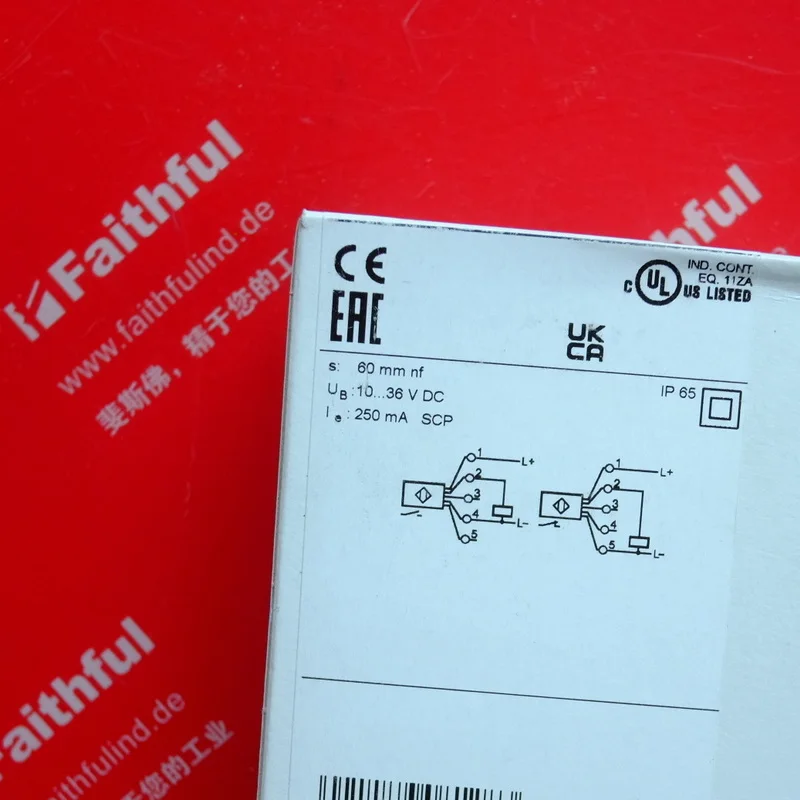 Faithful
www.faithfulind.de
斐斯佛，精于您的工
Faithful
CE
EAC
C UL US LISTED
IND. CONT.
EQ. 11ZA
UK
CA
s: 60 mm nf
UB : 10...36 V DC
Ie : 250 mA SCP
IP 65
1 L+
2
3
4 L-
5
1 L+
2
3
4
5 L-
Faithful
faithfulind.de
精于您的工业